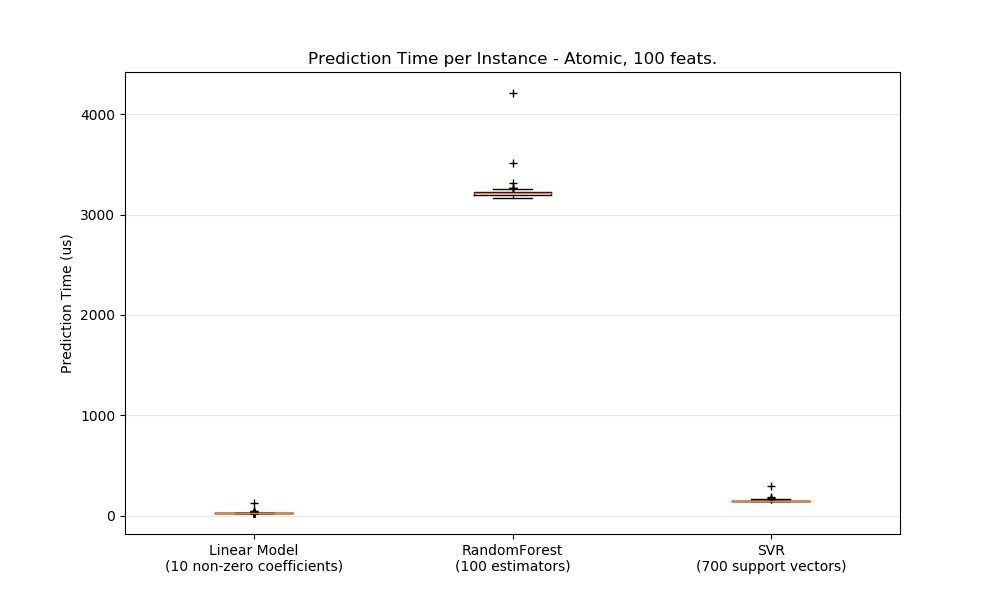 Prediction Time per Instance - Atomic, 100 feats.
Prediction Time (us)
4000
3000
2000
1000
0
Linear Model
(10 non-zero coefficients)
RandomForest
(100 estimators)
SVR
(700 support vectors)